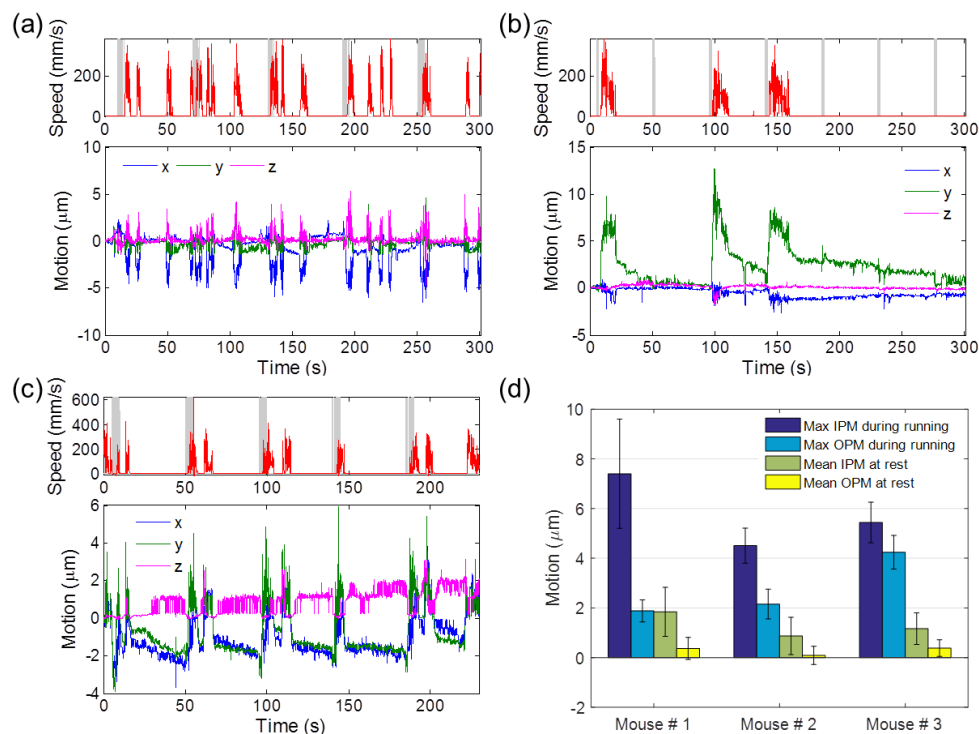 (a)
Speed (mm/s)
200
0
0 50 100 150 200 250 300
x y z
Motion (μm)
10
5
0
-5
-10
0 50 100 150 200 250 300
Time (s)
(b)
Speed (mm/s)
200
0
0 50 100 150 200 250 300
Motion (μm)
15
10
5
0
-5
x
y
z
0 50 100 150 200 250 300
Time (s)
(c)
Speed (mm/s)
600
400
200
0
0 50 100 150 200
Motion (μm)
6
4
2
0
-2
-4
x
y
z
0 50 100 150 200
Time (s)
(d)
Motion (μm)
10
8
6
4
2
0
-2
Max IPM during running
Max OPM during running
Mean IPM at rest
Mean OPM at rest
Mouse # 1 Mouse # 2 Mouse # 3